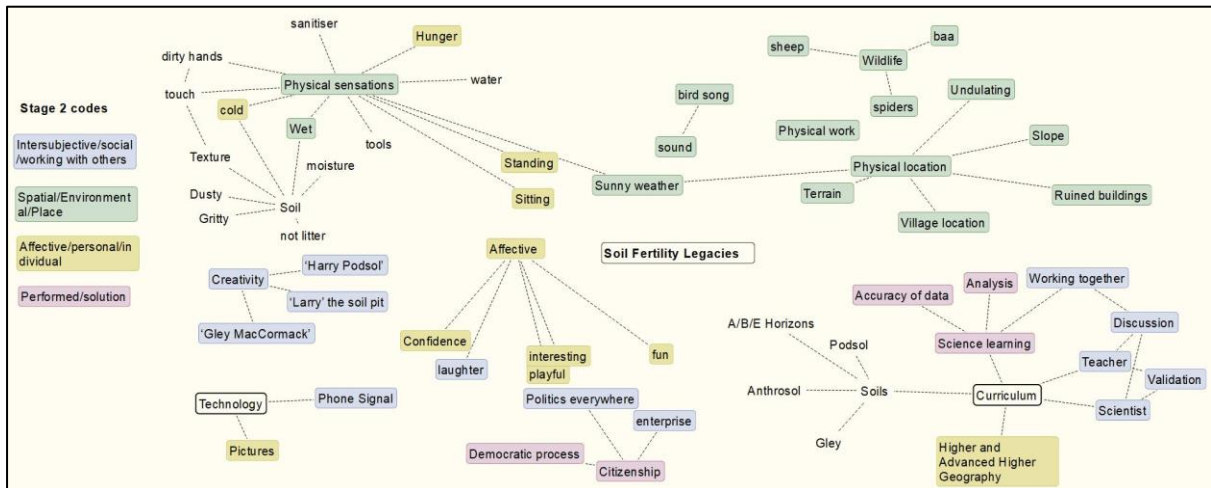 Stage 2 codes
Intersubjective/social
/working with others
Spatial/Environment
al/Place
Affective/personal/in
dividual
Performed/solution
sanitiser
Hunger
dirty hands
Physical sensations
water
touch
cold
Wet
tools
Texture
moisture
Standing
Sitting
Dusty
Soil
Gritty
not litter
bird song
sound
Sunny weather
sheep
baa
Wildlife
spiders
Undulating
Physical work
Slope
Physical location
Terrain
Ruined buildings
Village location
Soil Fertility Legacies
Creativity
‘Harry Podsol’
‘Larry’ the soil pit
‘Gley MacCormack’
Affective
Confidence
laughter
interesting
playful
fun
Technology
Phone Signal
Pictures
Politics everywhere
enterprise
Democratic process
Citizenship
A/B/E Horizons
Podsol
Anthrosol
Soils
Gley
Accuracy of data
Analysis
Working together
Science learning
Discussion
Teacher
Validation
Curriculum
Scientist
Higher and
Advanced Higher
Geography